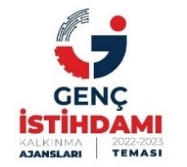 GENÇ
İSTİHDAMI
KALKINMA
AJANSLARI
2022-2023
TEMASI